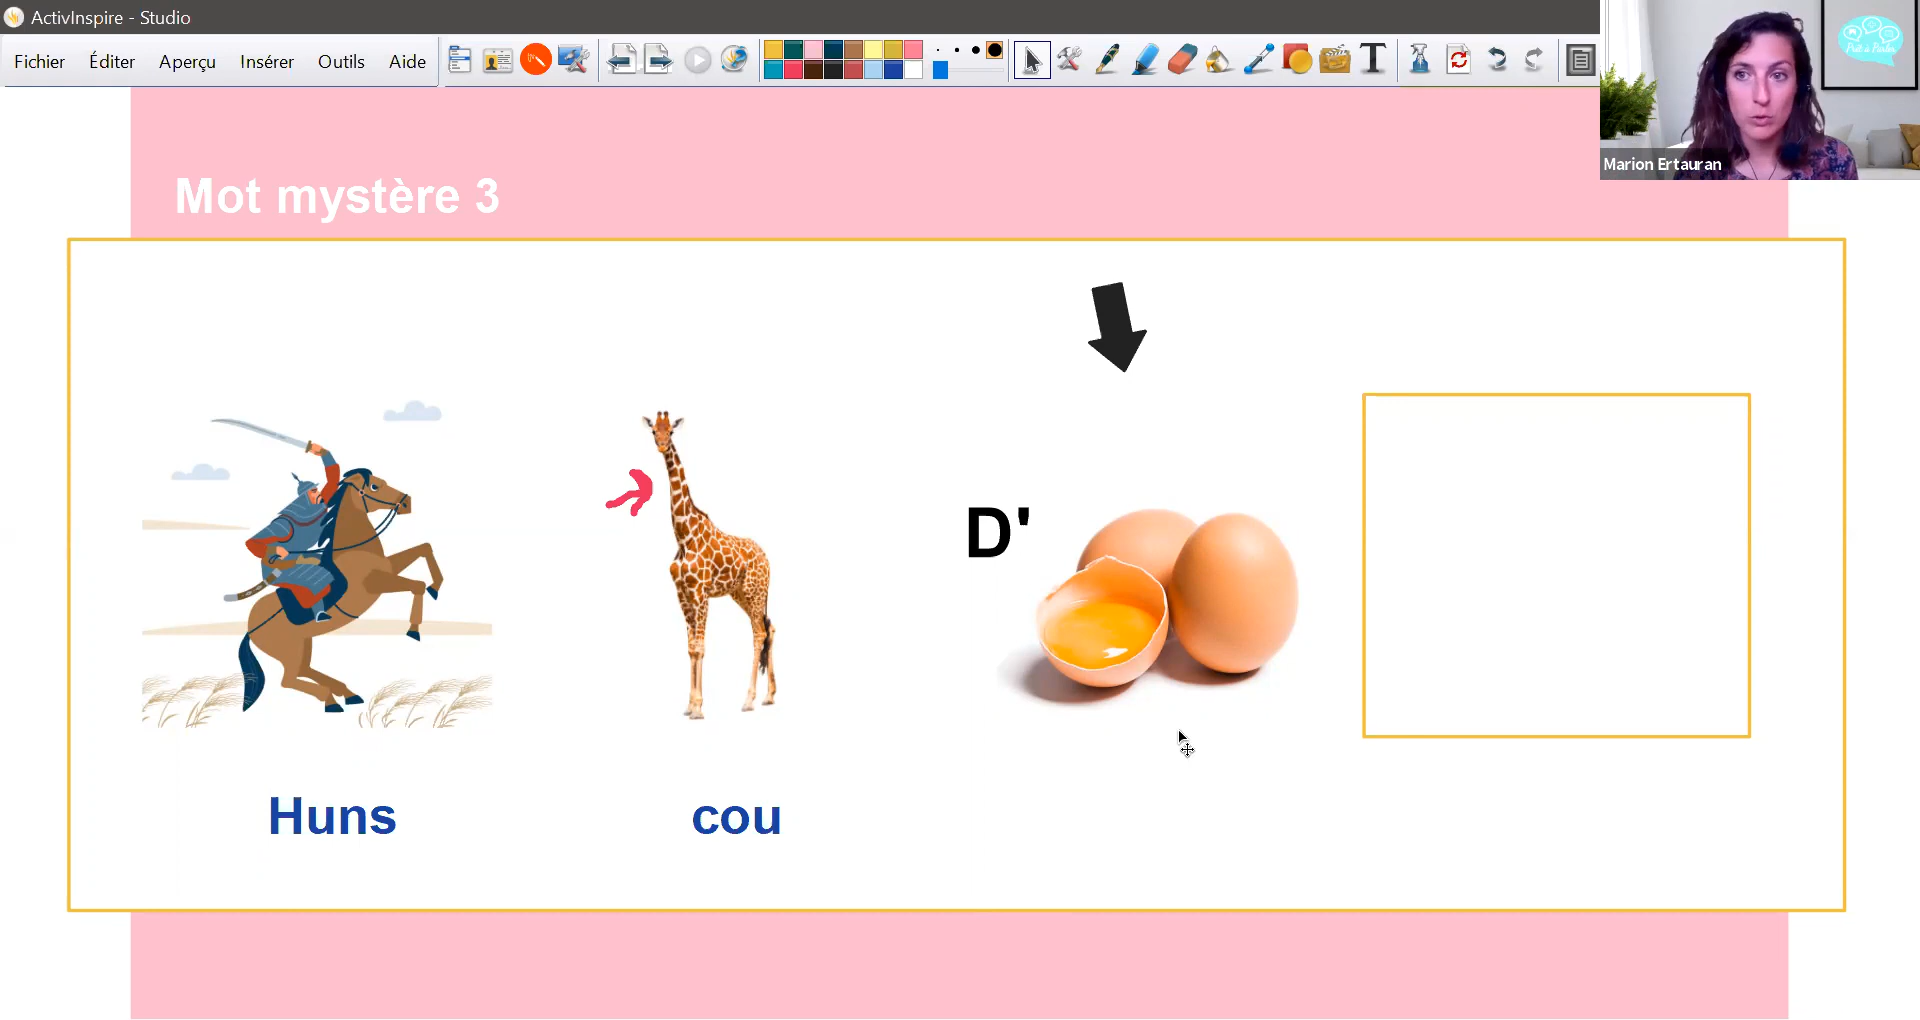 ActivInspire - Studio
Fichier Éditer Aperçu Insérer Outils Aide
T
Marion Ertauran
Mot mystère 3
D'
Huns cou